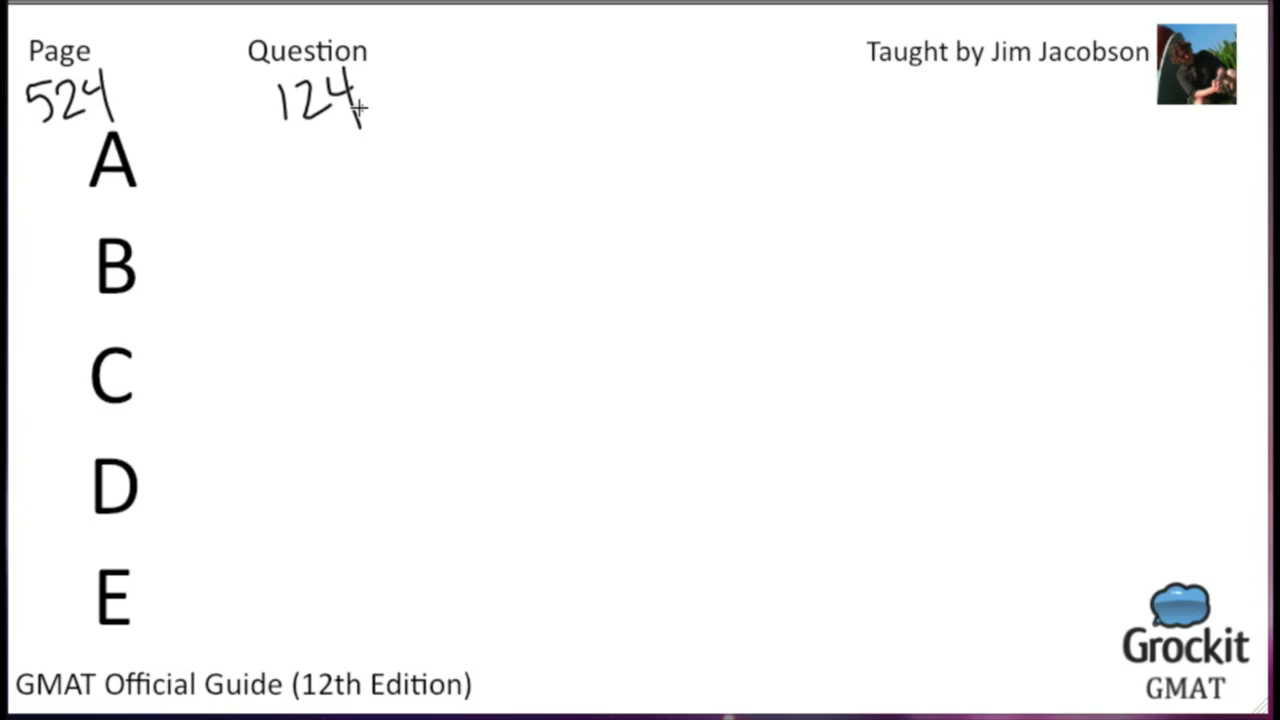 Page Question Taught by Jim Jacobson
524 124
A
B
C
D
E
Grockit
GMAT
GMAT Official Guide (12th Edition)